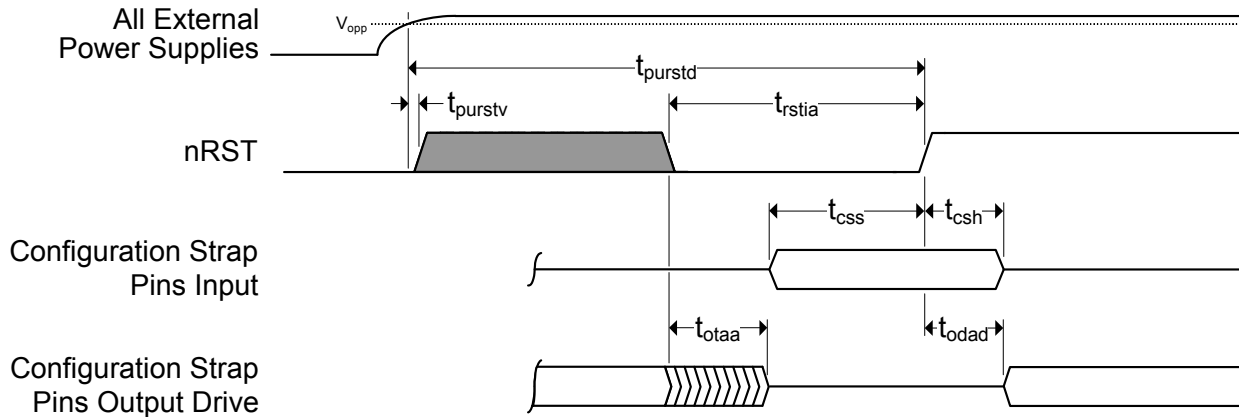 All External
Power Supplies
Vopp
tpurstd
tpurstv
trstia
nRST
tcss
tcsh
Configuration Strap
Pins Input
totaa
todad
Configuration Strap
Pins Output Drive